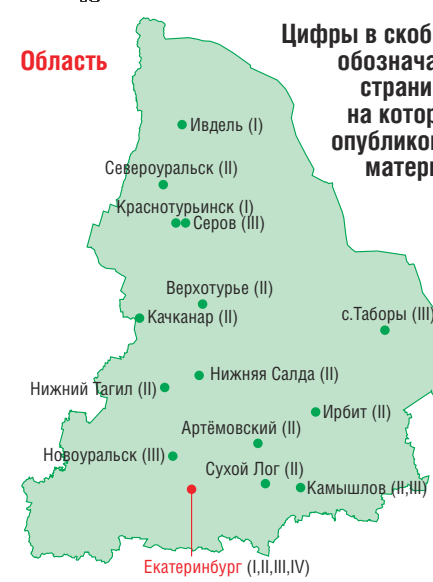 Область
Цифры в скоб
обознача
страни
на котор
опубликов
матери
Ивдель (I)
Североуральск (II)
Краснотурьинск (I)
Серов (III)
Верхотурье (II)
Качканар (II)
с.Таборы (III)
Нижняя Салда (II)
Нижний Тагил (II)
Ирбит (II)
Артёмовский (II)
Новоуральск (III)
Сухой Лог (II)
Камышлов (II,III)
Екатеринбург (I,II,III,IV)